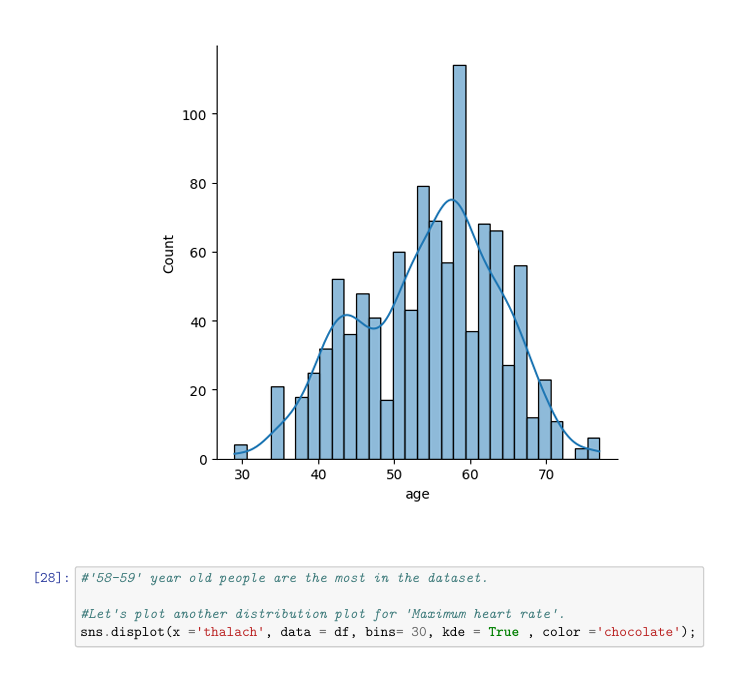 100
80
60
40
20
0
Count
30 40 50 60 70
age
[28]: #'58-59' year old people are the most in the dataset.
#Let's plot another distribution plot for 'Maximum heart rate'.
sns.displot(x ='thalach', data = df, bins= 30, kde = True , color ='chocolate');